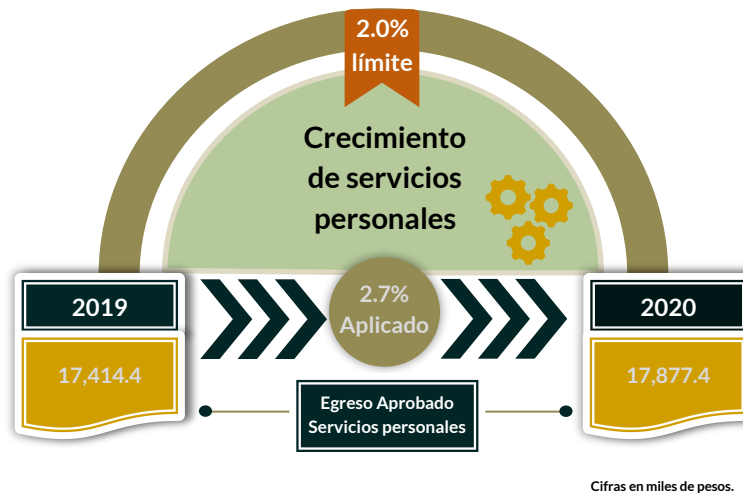 2.0%
límite
Crecimiento
de servicios
personales
2019
2.7%
Aplicado
2020
17,414.4
17,877.4
Egreso Aprobado
Servicios personales
Cifras en miles de pesos.